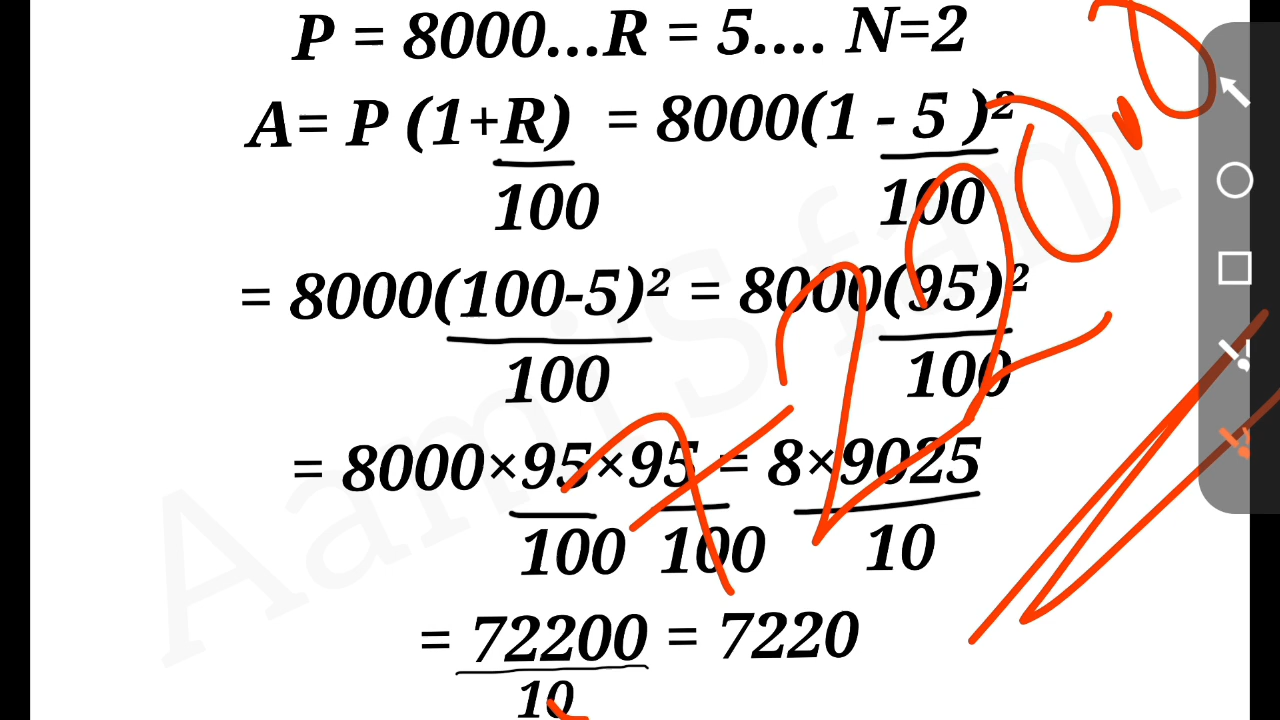 P = 8000...R = 5.... N=2
A= P (1+R) = 8000(1 - 5 )²
100 100
= 8000(100-5)² = 8000(95)²
100 100
= 8000×95×95 = 8×9025
100 100 10
= 72200 = 7220
10
7220